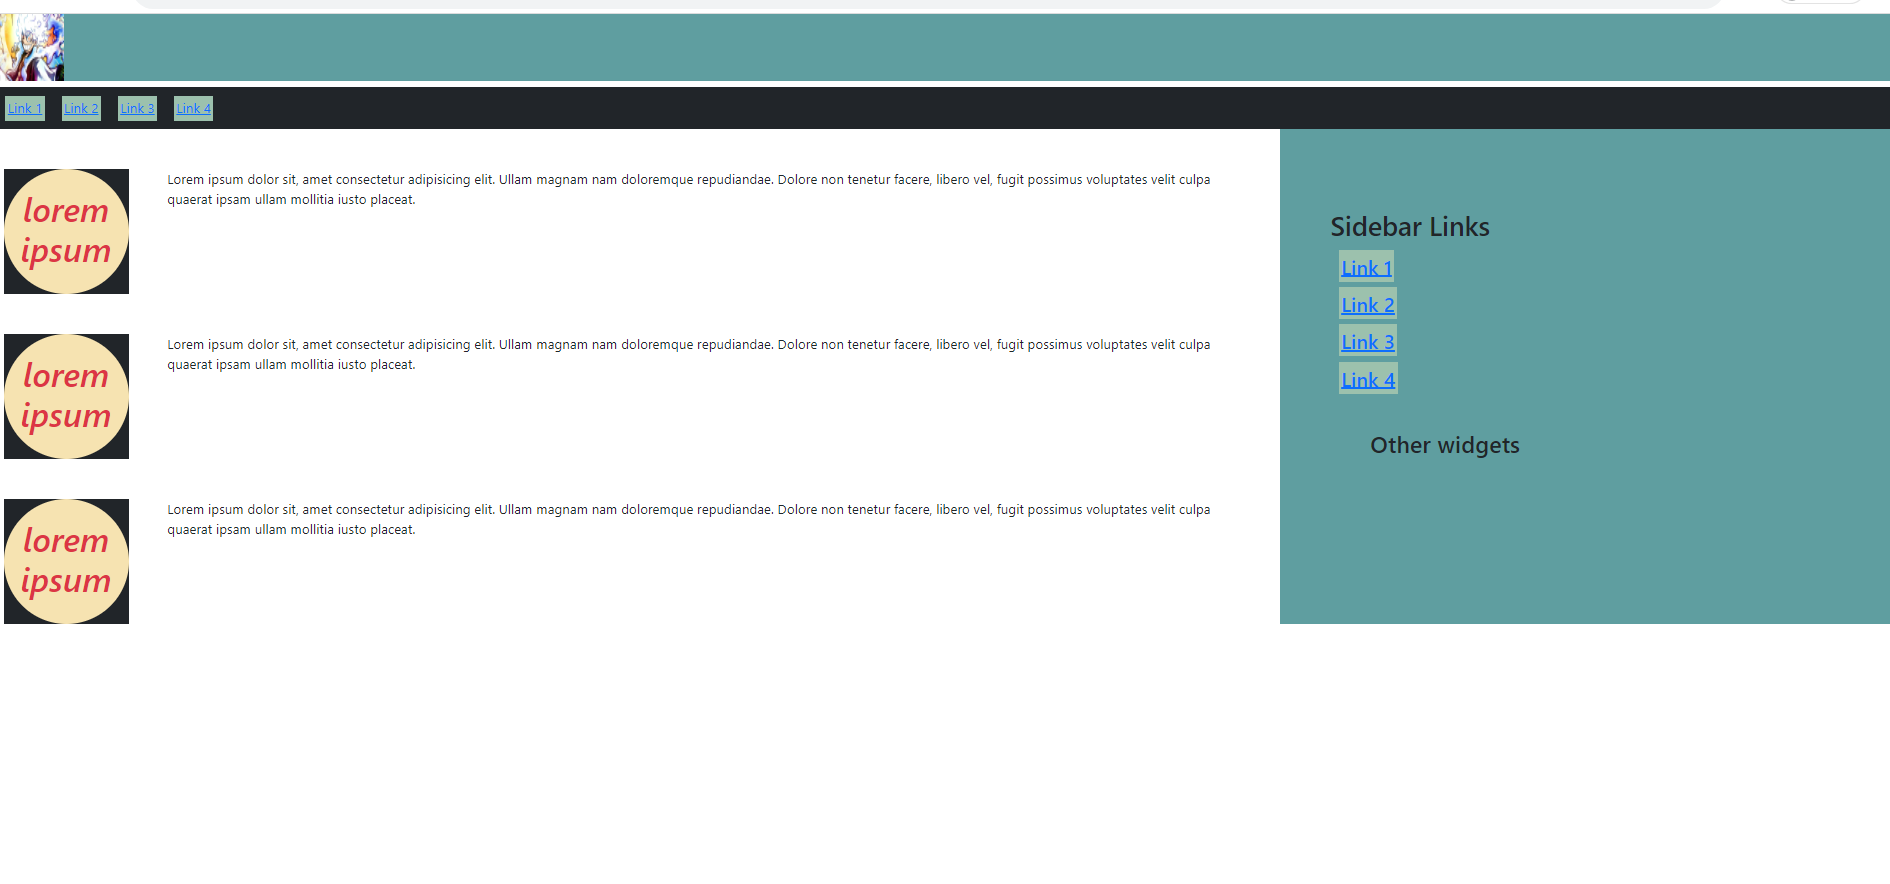 Link 1 Link 2 Link 3 Link 4
lorem
ipsum
Lorem ipsum dolor sit, amet consectetur adipisicing elit. Ullam magnam nam doloremque repudiandae. Dolore non tenetur facere, libero vel, fugit possimus voluptates velit culpa
quaerat ipsam ullam mollitia iusto placeat.
lorem
ipsum
Lorem ipsum dolor sit, amet consectetur adipisicing elit. Ullam magnam nam doloremque repudiandae. Dolore non tenetur facere, libero vel, fugit possimus voluptates velit culpa
quaerat ipsam ullam mollitia iusto placeat.
lorem
ipsum
Lorem ipsum dolor sit, amet consectetur adipisicing elit. Ullam magnam nam doloremque repudiandae. Dolore non tenetur facere, libero vel, fugit possimus voluptates velit culpa
quaerat ipsam ullam mollitia iusto placeat.
Sidebar Links
Link 1
Link 2
Link 3
Link 4
Other widgets